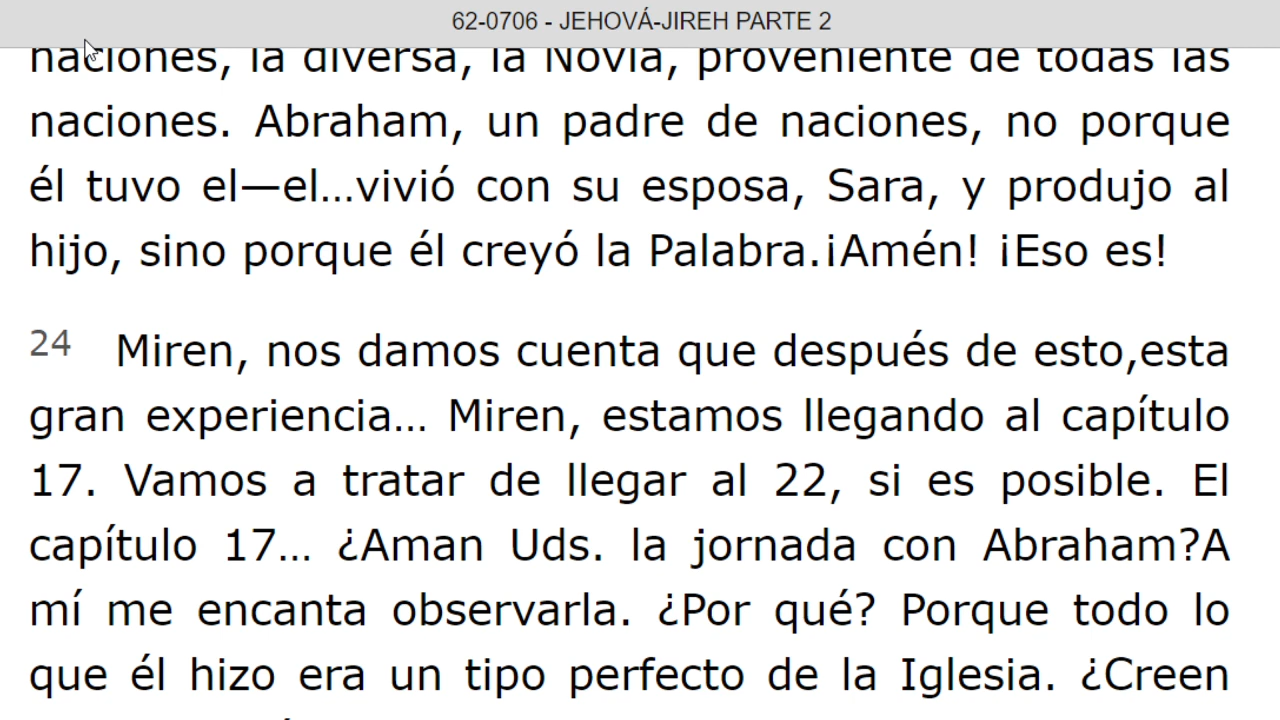 62-0706 - JEHOVÁ-JIREH PARTE 2
naciones, la diversa, la Novia, proveniente de todas las
naciones. Abraham, un padre de naciones, no porque
él tuvo el—el...vivió con su esposa, Sara, y produjo al
hijo, sino porque él creyó la Palabra.¡Amén! ¡Eso es!
24 Miren, nos damos cuenta que después de esto,esta
gran experiencia... Miren, estamos llegando al capítulo
17. Vamos a tratar de llegar al 22, si es posible. El
capítulo 17... ¿Aman Uds. la jornada con Abraham?A
mí me encanta observarla. ¿Por qué? Porque todo lo
que él hizo era un tipo perfecto de la Iglesia. ¿Creen